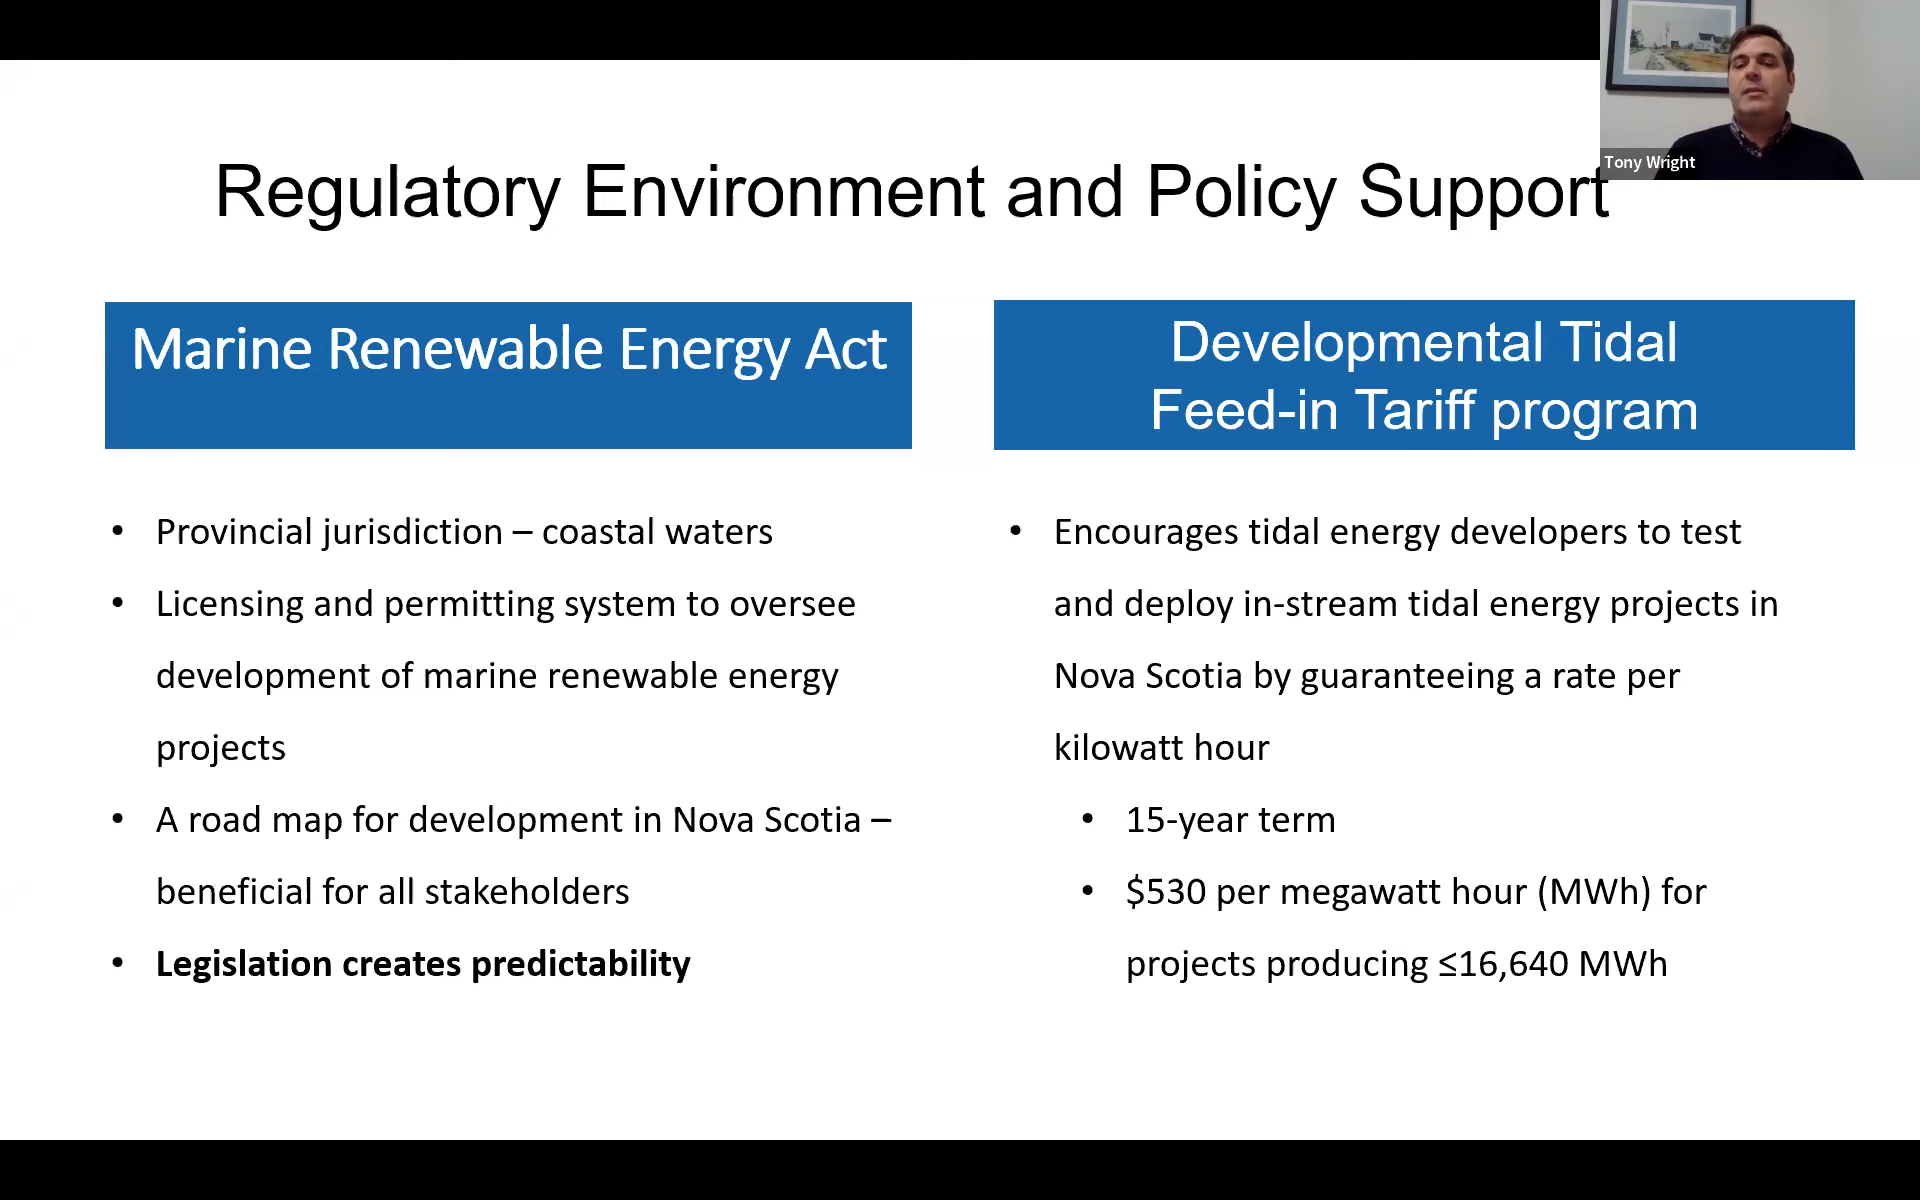 Tony Wright
Regulatory Environment and Policy Support
Marine Renewable Energy Act
• Provincial jurisdiction – coastal waters
• Licensing and permitting system to oversee
development of marine renewable energy
projects
• A road map for development in Nova Scotia –
beneficial for all stakeholders
• Legislation creates predictability
Developmental Tidal
Feed-in Tariff program
• Encourages tidal energy developers to test
and deploy in-stream tidal energy projects in
Nova Scotia by guaranteeing a rate per
kilowatt hour
• 15-year term
• $530 per megawatt hour (MWh) for
projects producing ≤16,640 MWh